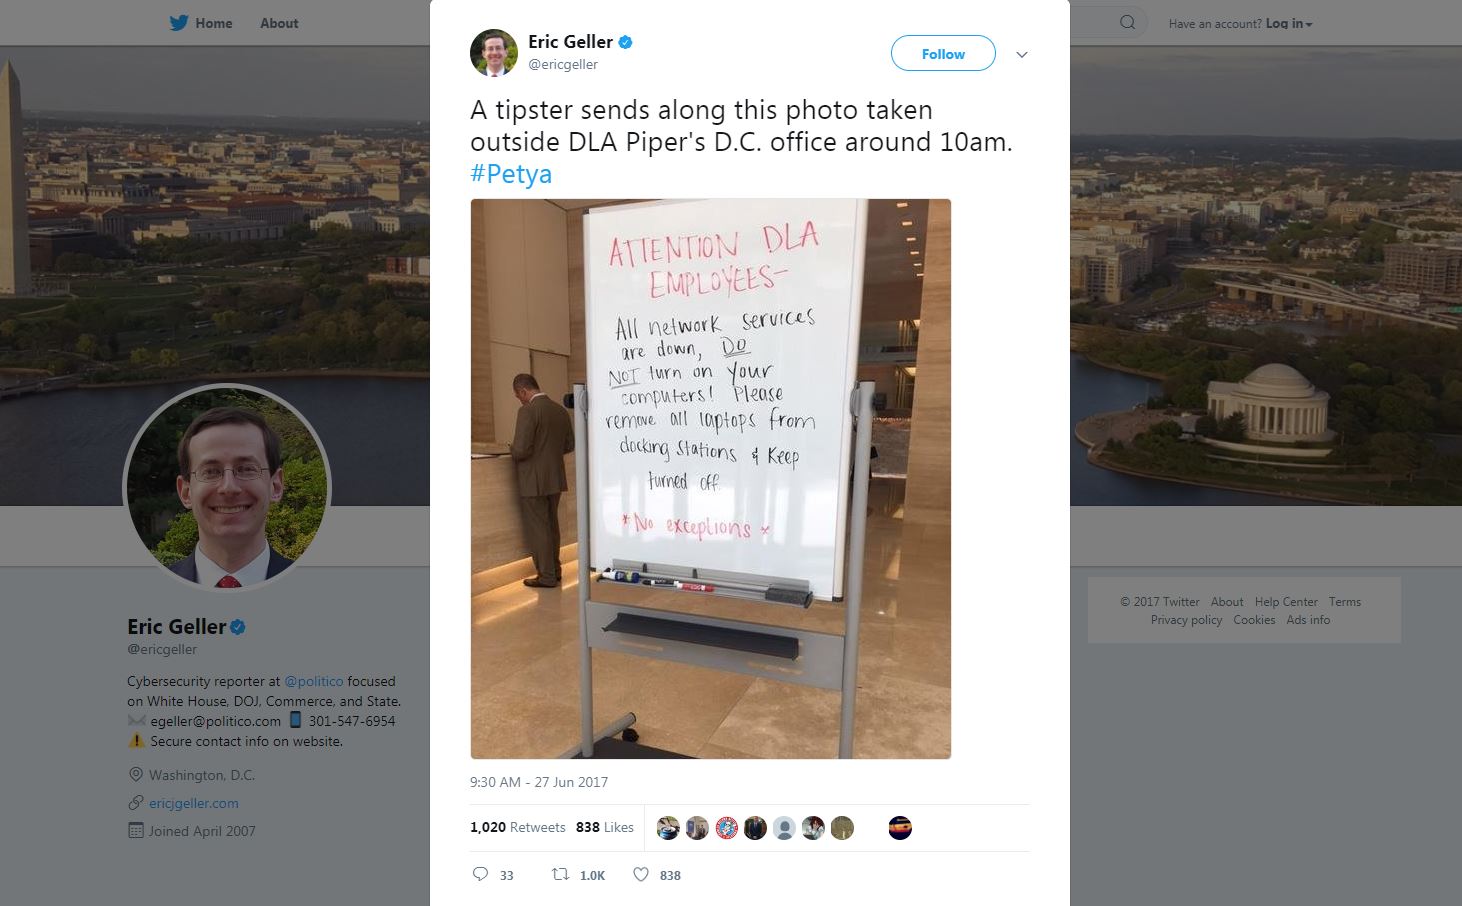 Home
About
Have an account? Log in
Eric Geller
@ericgeller
Follow
A tipster sends along this photo taken
outside DLA Piper's D.C. office around 10am.
#Petya
ATTENTION DLA
EMPLOYEES-
All network services
are down, DO
NOT turn on your
computers! Please
remove all laptops from
docking stations & keep
turned off.
*No exceptions*
9:30 AM - 27 Jun 2017
1,020 Retweets 838 Likes
33 1.0K 838
Eric Geller
@ericgeller
Cybersecurity reporter at @politico focused
on White House, DOJ, Commerce, and State.
egeller@politico.com 301-547-6954
Secure contact info on website.
Washington, D.C.
ericjgeller.com
Joined April 2007
© 2017 Twitter About Help Center Terms
Privacy policy Cookies Ads info